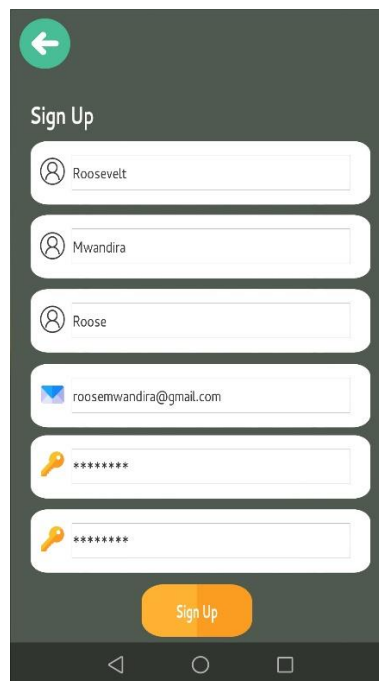 Sign Up
Roosevelt
Mwandira
Roose
roosemwandira@gmail.com
********
********
Sign Up